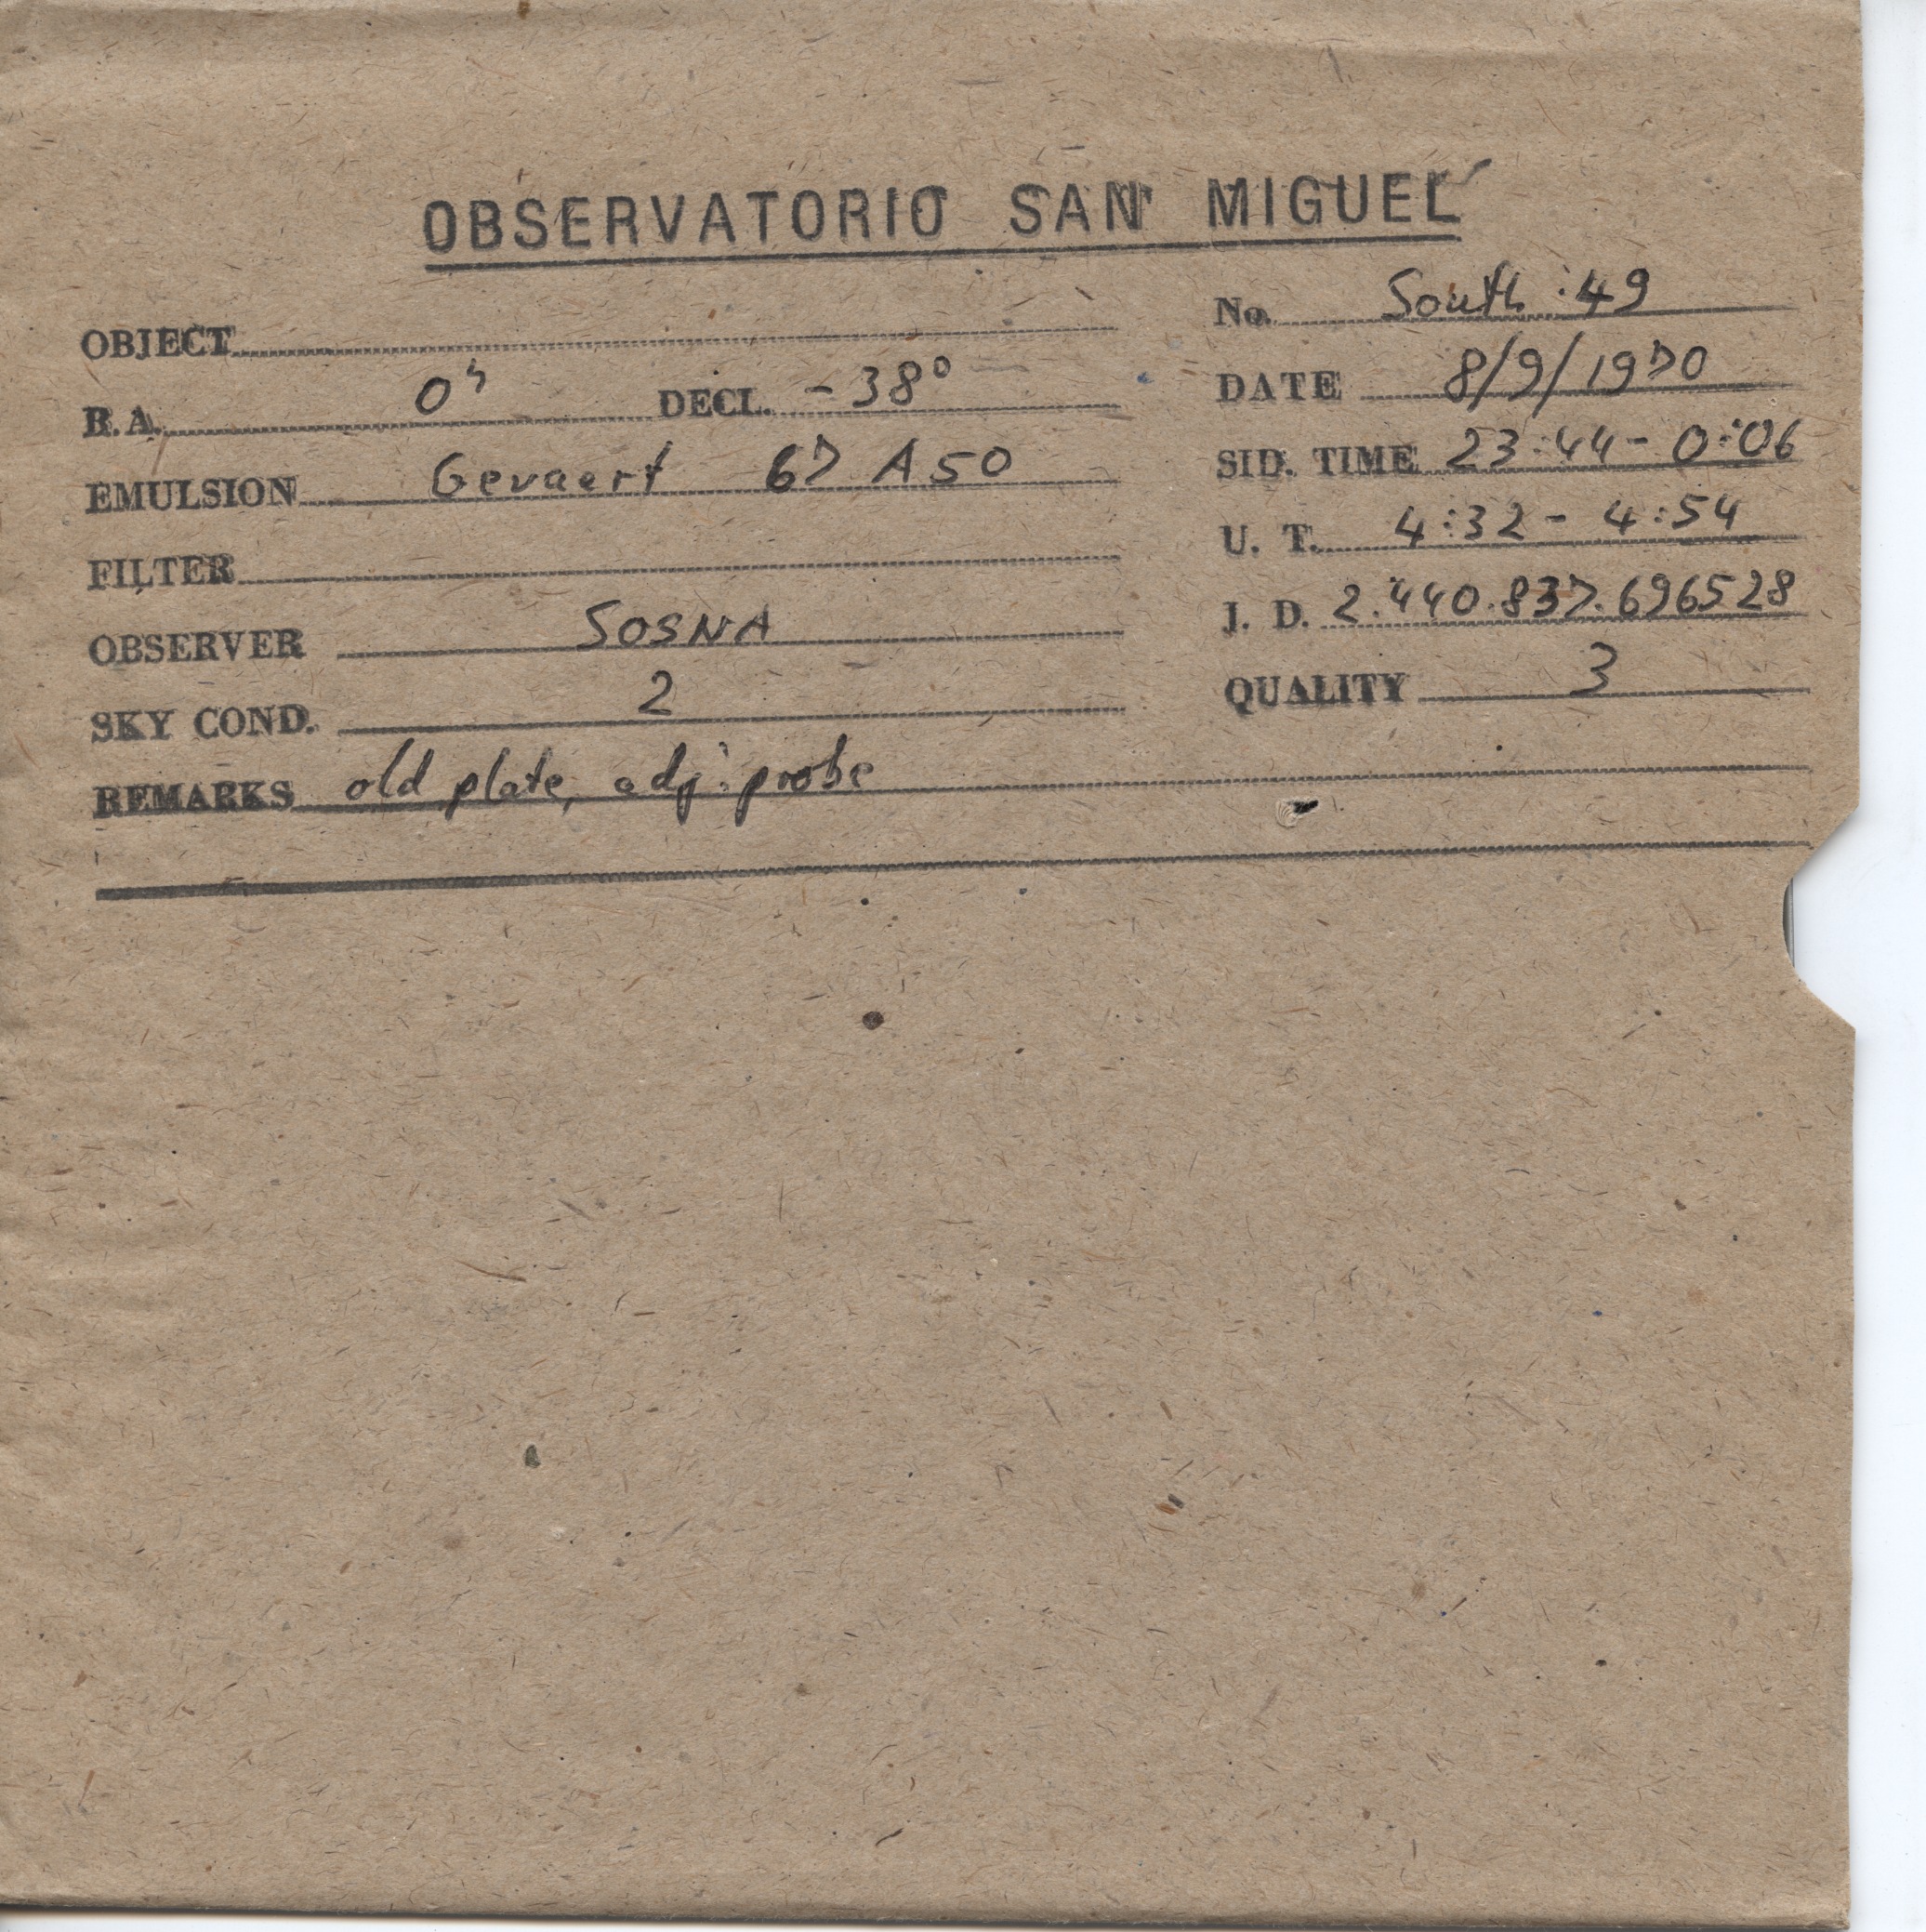 OBSERVATORIO SAN MIGUEL
OBJECT
No. South :49
R.A. 0h DECL. -38°
DATE 8/9/1970
EMULSION Gevaert 67 A50
SID. TIME 23:44- 0:06
FILTER
U. T. 4:32- 4:54
OBSERVER SOSNA
J. D. 2.440.837.696528
SKY COND. 2
QUALITY 3
REMARKS old plate, adj: probe